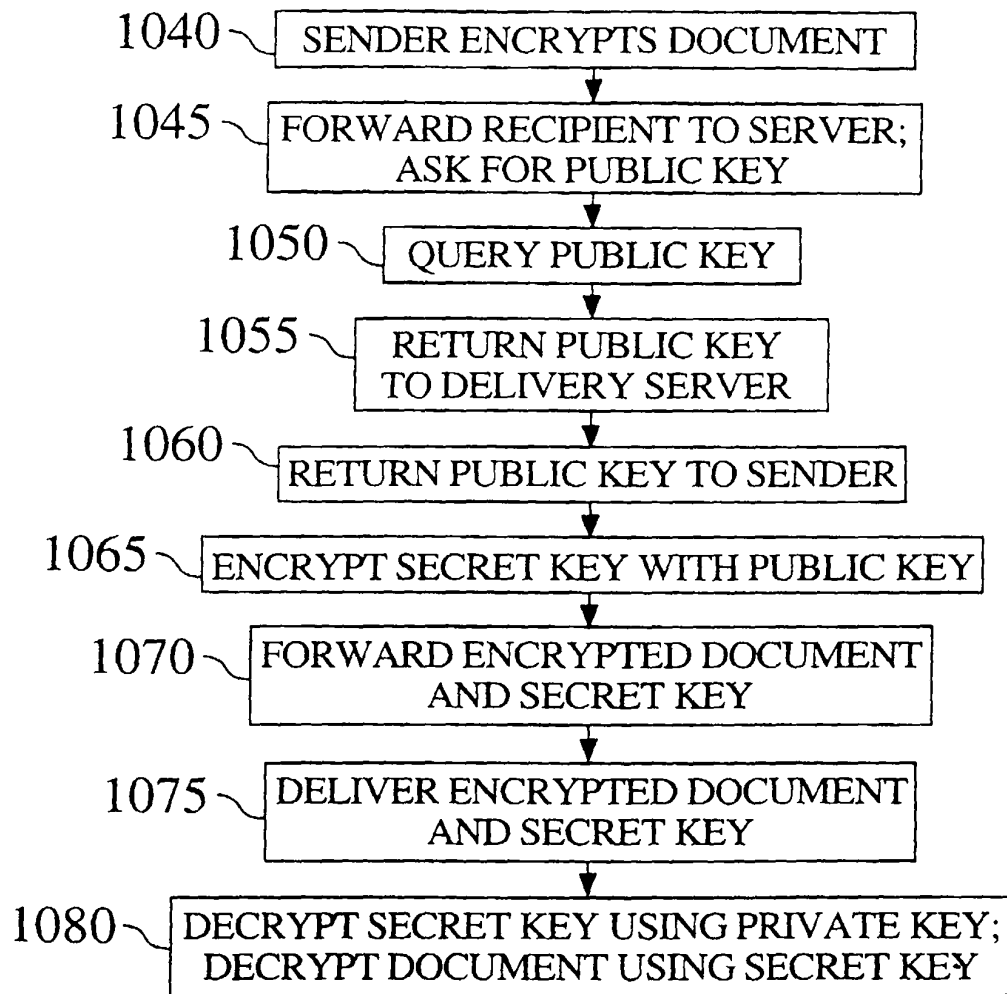 1040 SENDER ENCRYPTS DOCUMENT
1045 FORWARD RECIPIENT TO SERVER;
ASK FOR PUBLIC KEY
1050 QUERY PUBLIC KEY
1055 RETURN PUBLIC KEY
TO DELIVERY SERVER
1060 RETURN PUBLIC KEY TO SENDER
1065 ENCRYPT SECRET KEY WITH PUBLIC KEY
1070 FORWARD ENCRYPTED DOCUMENT
AND SECRET KEY
1075 DELIVER ENCRYPTED DOCUMENT
AND SECRET KEY
1080 DECRYPT SECRET KEY USING PRIVATE KEY;
DECRYPT DOCUMENT USING SECRET KEY